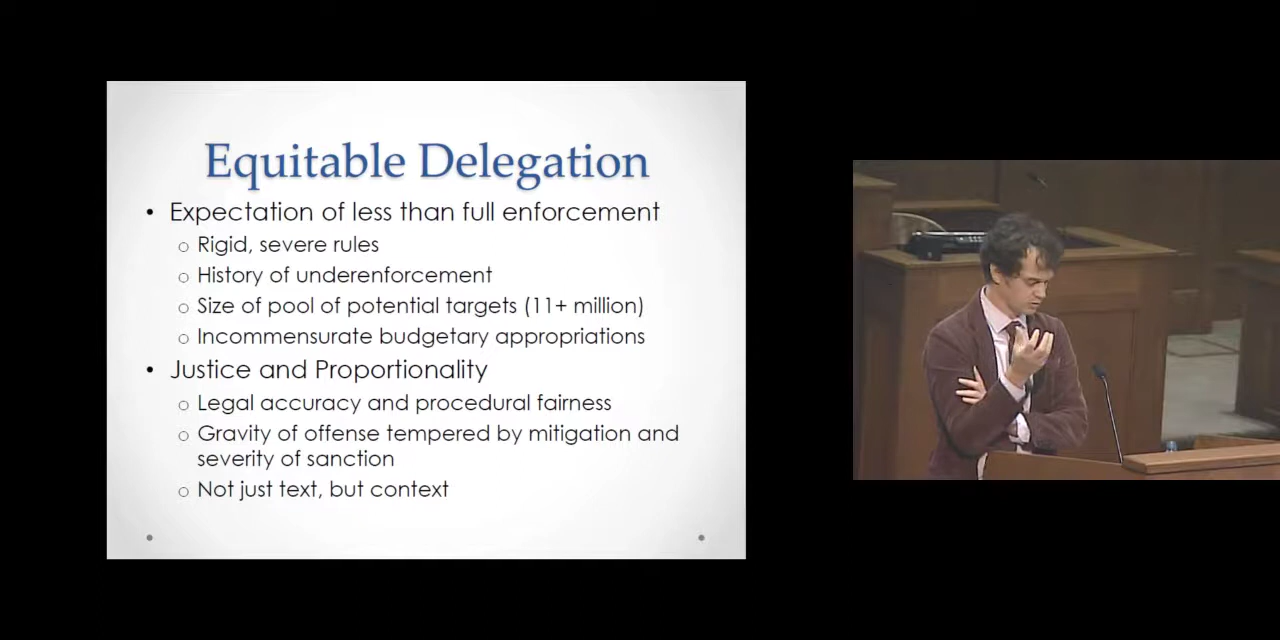 Equitable Delegation
• Expectation of less than full enforcement
○ Rigid, severe rules
○ History of underenforcement
○ Size of pool of potential targets (11+ million)
○ Incommensurate budgetary appropriations
• Justice and Proportionality
○ Legal accuracy and procedural fairness
○ Gravity of offense tempered by mitigation and
severity of sanction
○ Not just text, but context